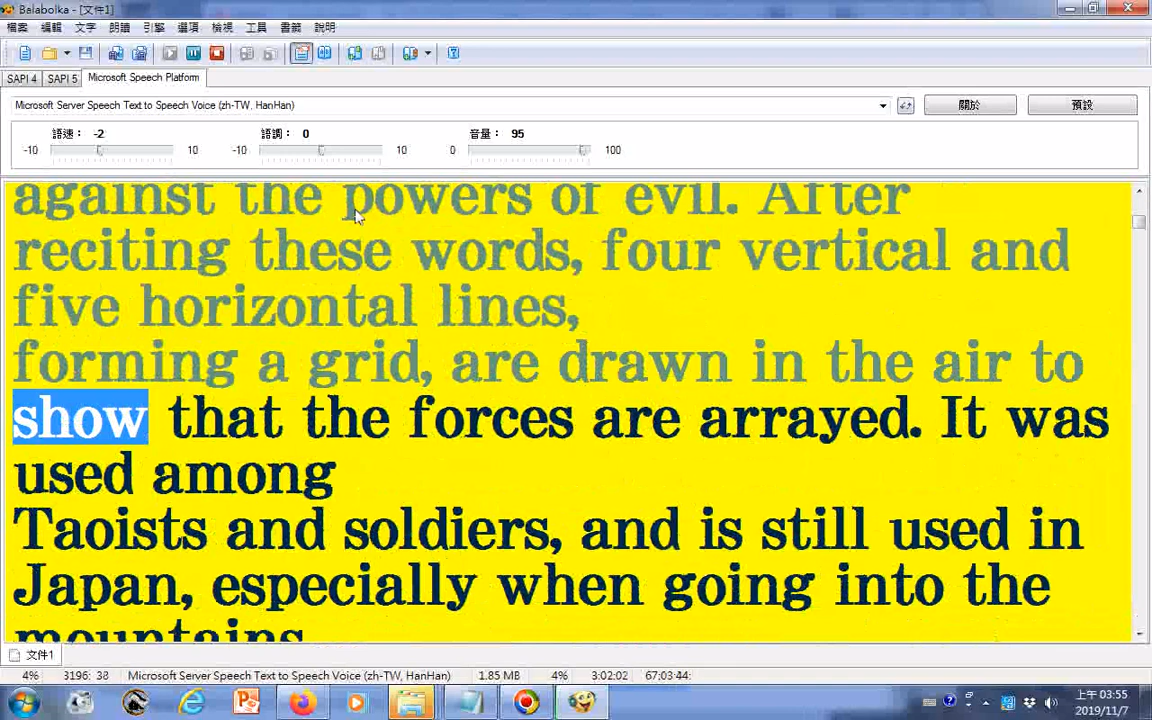 Balabolka - [文件1]
檔案 編輯 文字 朗讀 引擎 選項 檢視 工具 書籤 說明
SAPI 4 SAPI 5 Microsoft Speech Platform
Microsoft Server Speech Text to Speech Voice (zh-TW, HanHan) 關於 預設
語速： -2 語調： 0 音量： 95
-10 10 -10 10 0 100
against the powers of evil. After
reciting these words, four vertical and
five horizontal lines,
forming a grid, are drawn in the air to
show that the forces are arrayed. It was
used among
Taoists and soldiers, and is still used in
Japan, especially when going into the
mountains
文件1
4% 3196: 38 Microsoft Server Speech Text to Speech Voice (zh-TW, HanHan) 1.85 MB 4% 3:02:02 67:03:44:
上午 03:55
2019/11/7